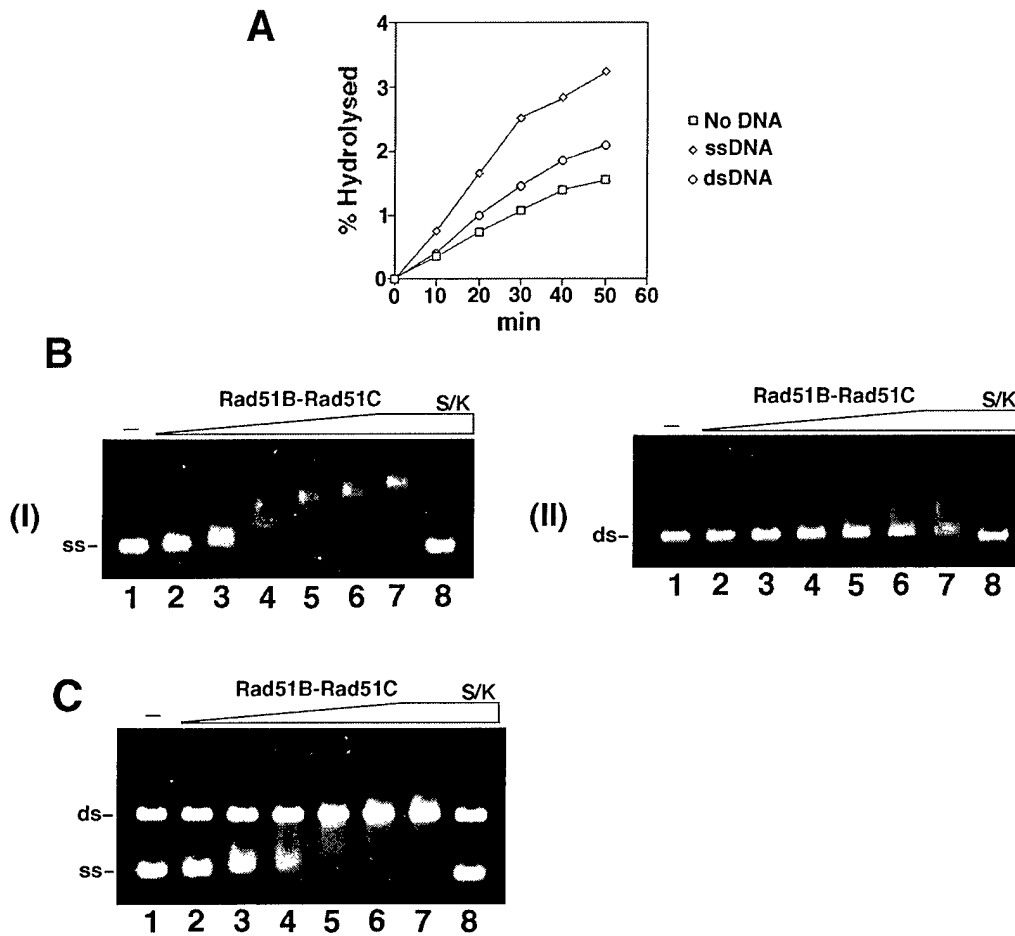 A
% Hydrolysed
4
3
2
1
0
0 10 20 30 40 50 60
min
No DNA
ssDNA
dsDNA
B
Rad51B-Rad51C
S/K
–
(I)
ss–
1 2 3 4 5 6 7 8
Rad51B-Rad51C
S/K
–
(II)
ds–
1 2 3 4 5 6 7 8
C
Rad51B-Rad51C
S/K
–
ds–
ss–
1 2 3 4 5 6 7 8